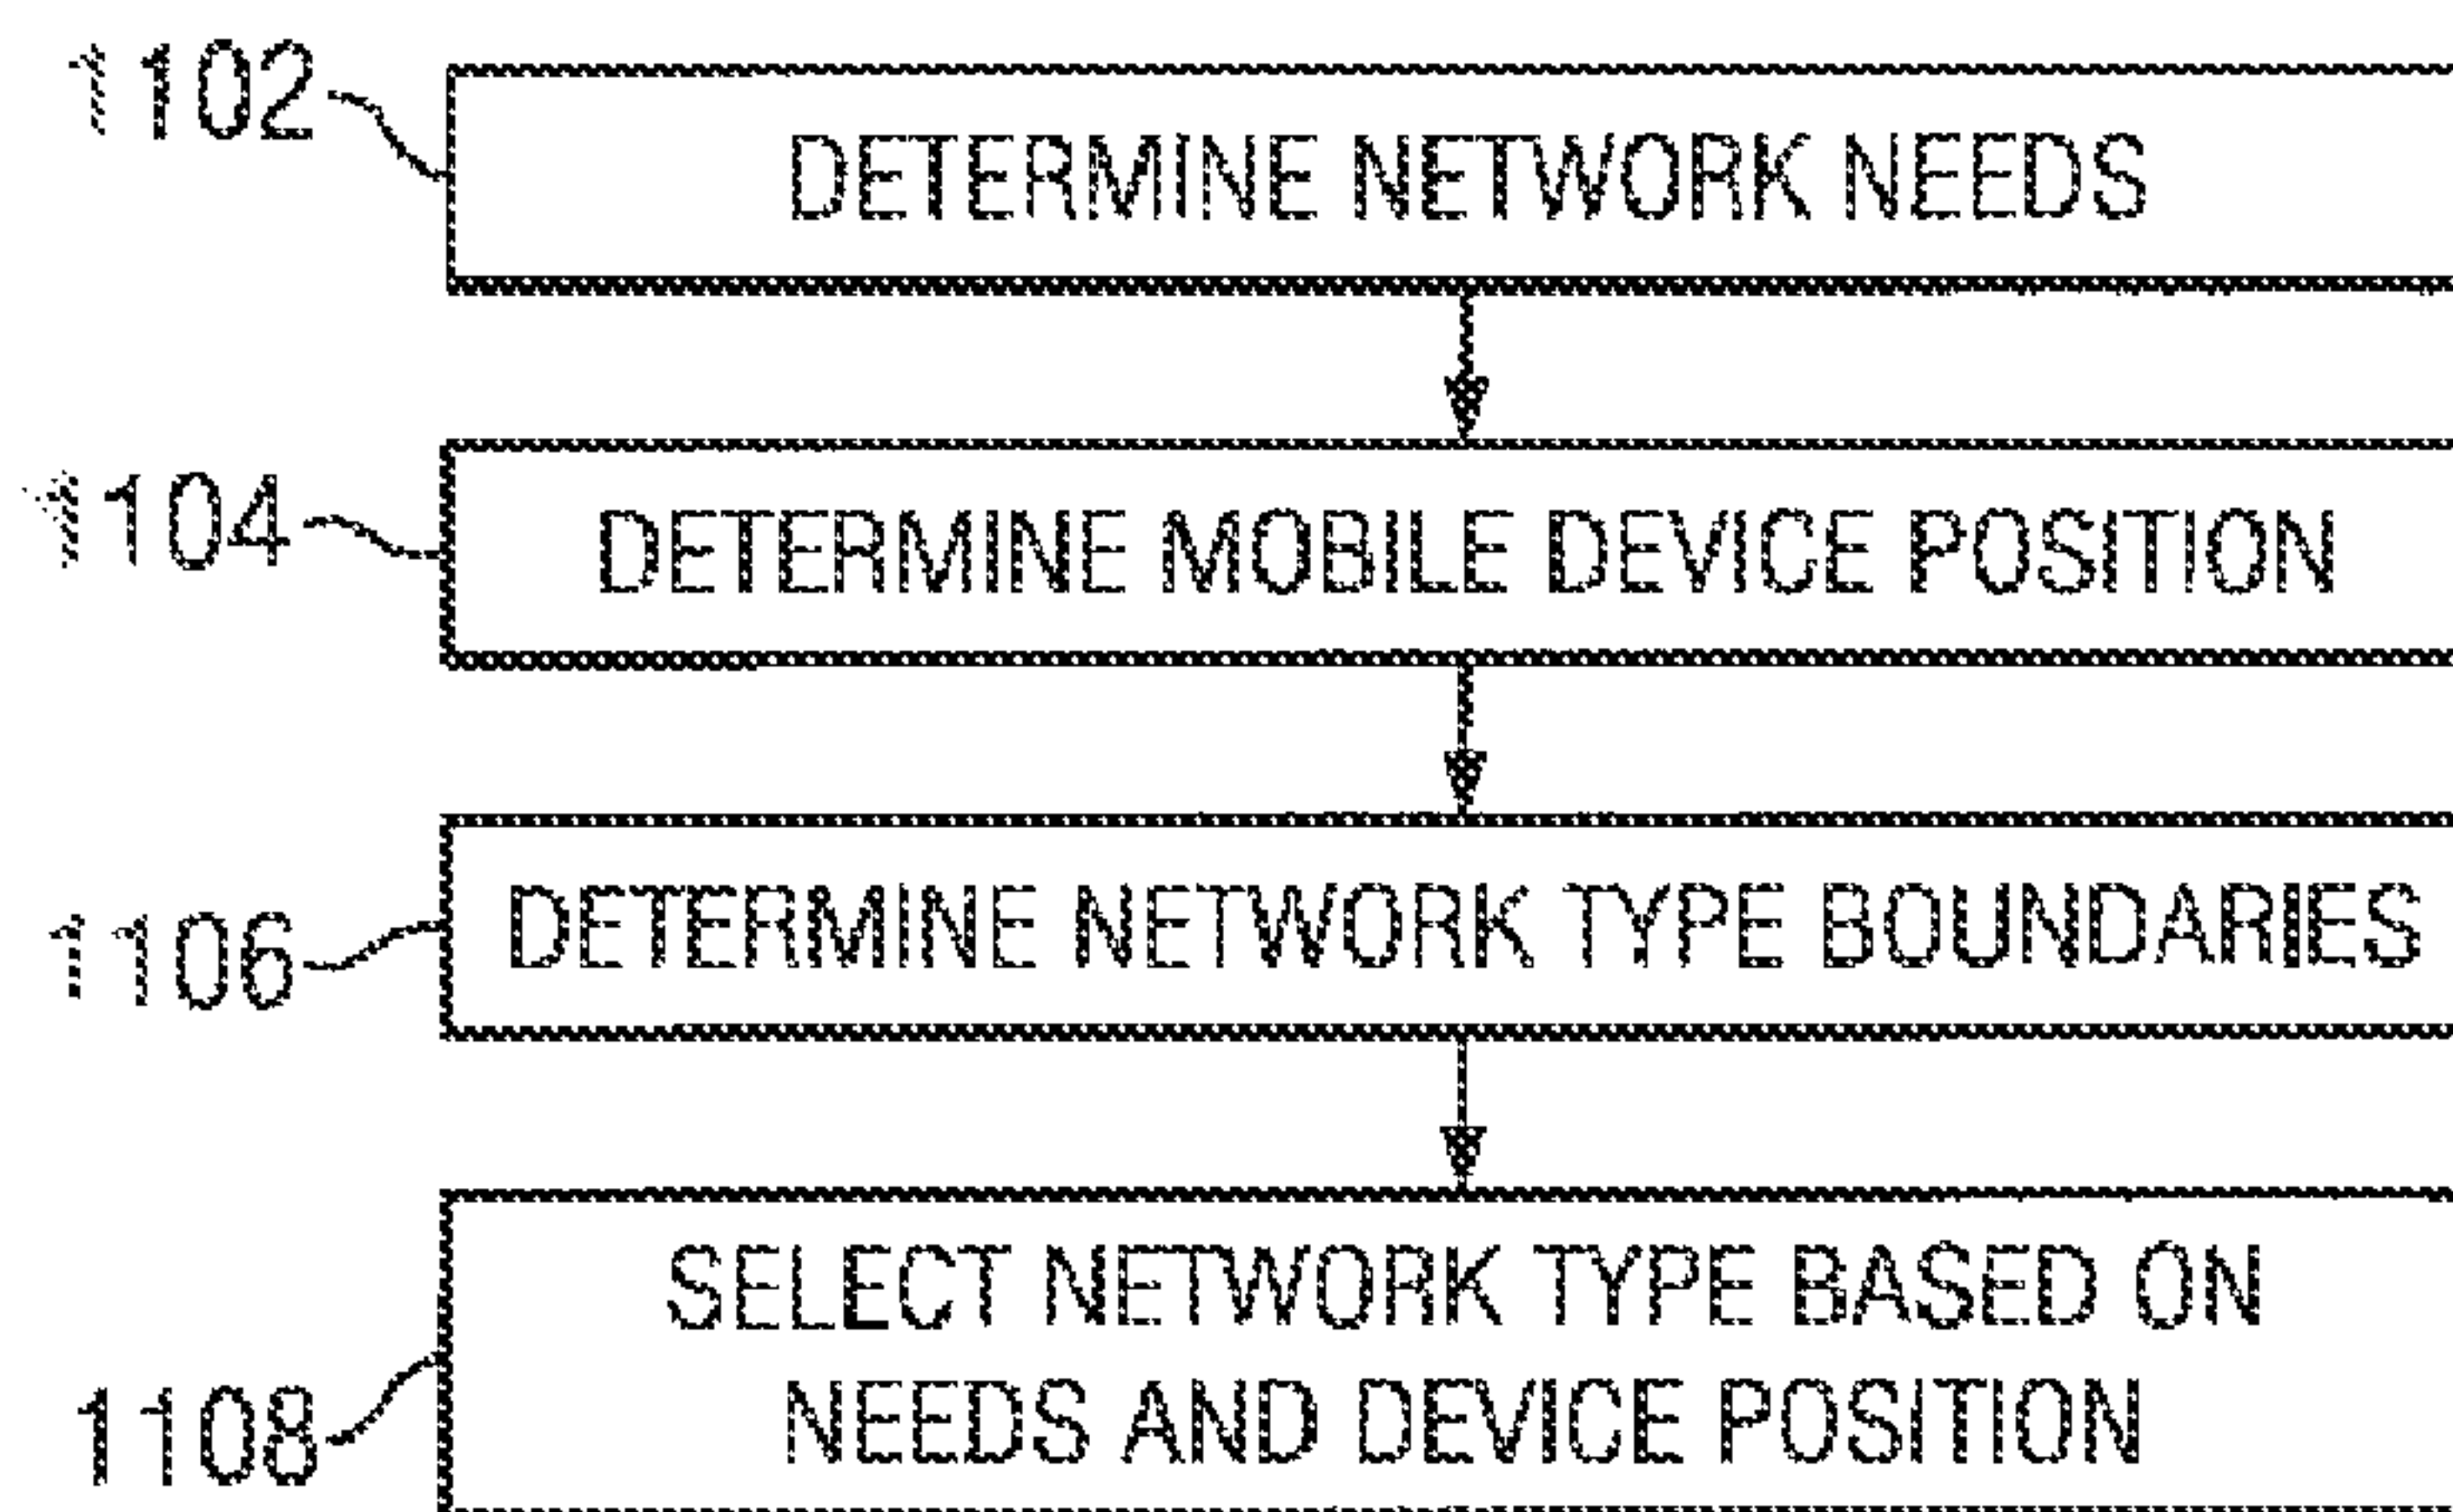 1102
DETERMINE NETWORK NEEDS
1104
DETERMINE MOBILE DEVICE POSITION
1106
DETERMINE NETWORK TYPE BOUNDARIES
1108
SELECT NETWORK TYPE BASED ON
NEEDS AND DEVICE POSITION